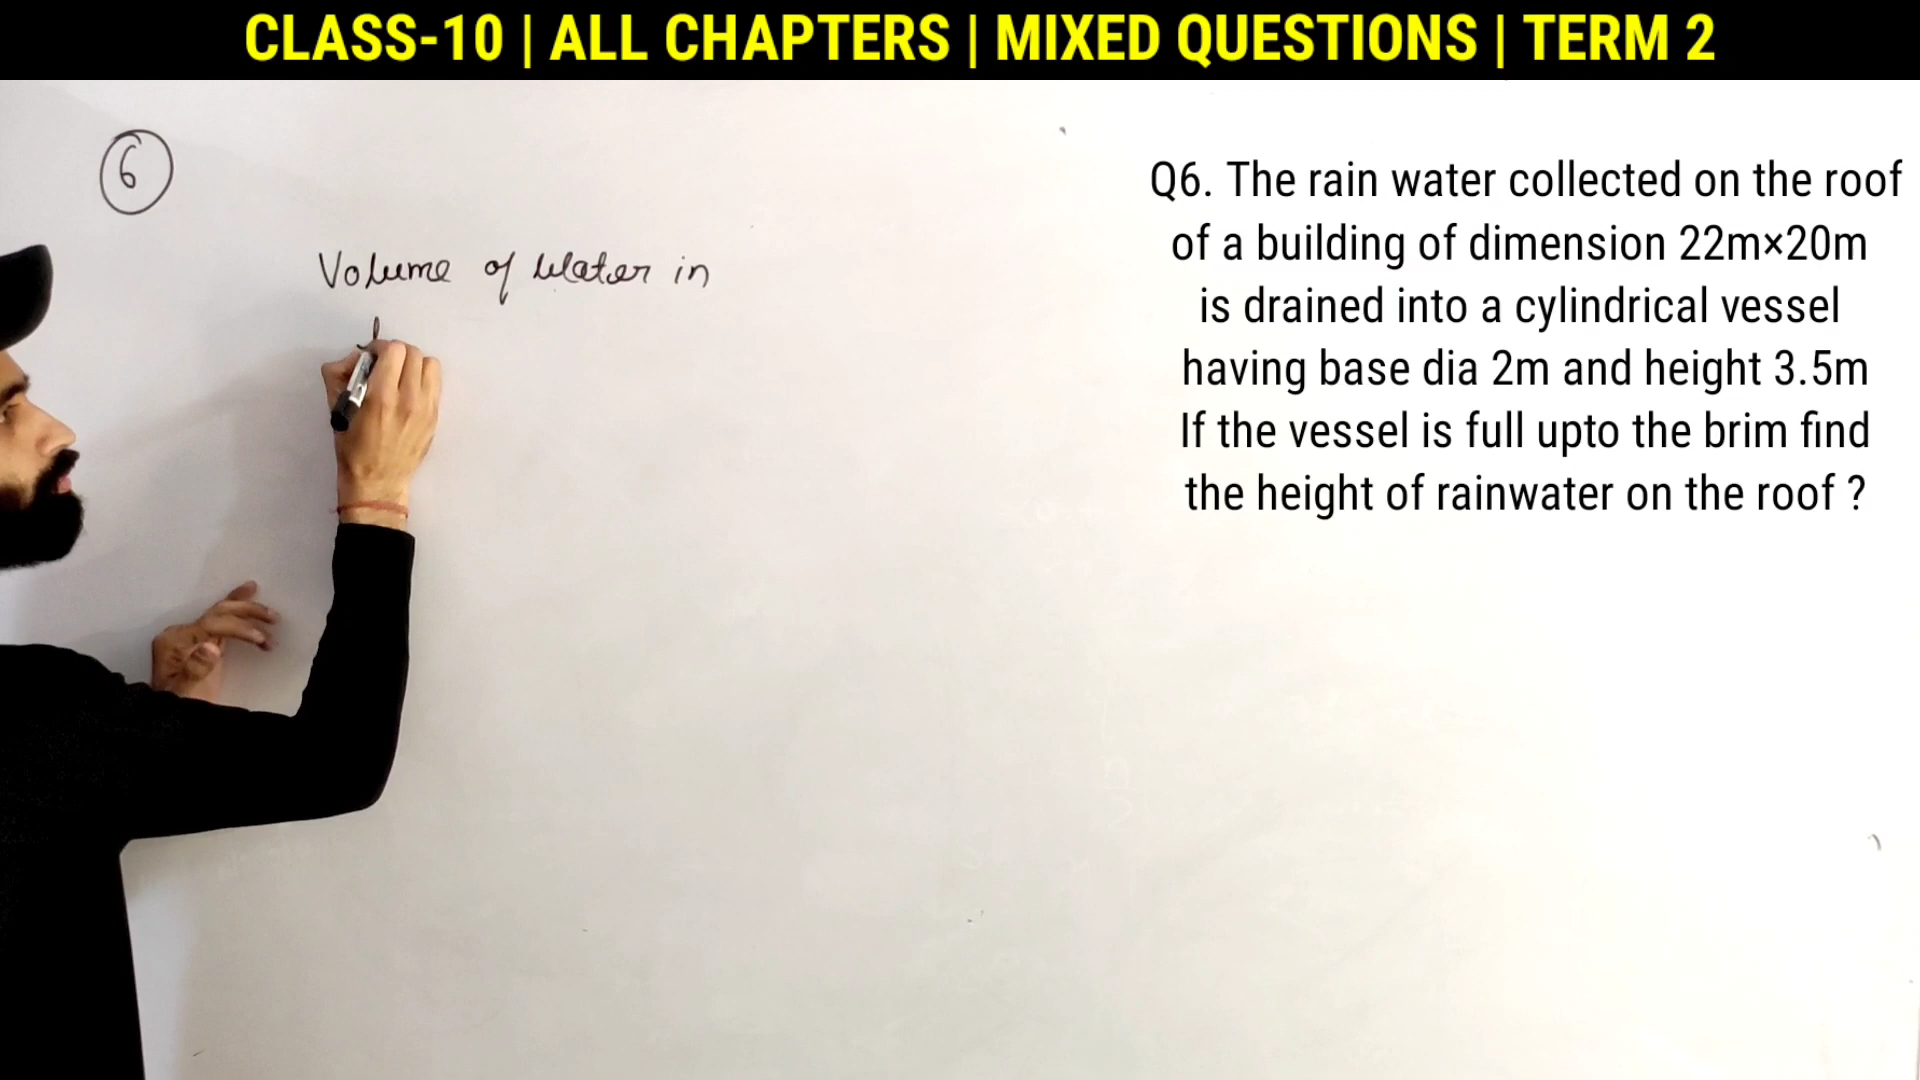 CLASS-10 | ALL CHAPTERS | MIXED QUESTIONS | TERM 2
6
Volume of Water in
Q6. The rain water collected on the roof
of a building of dimension 22m×20m
is drained into a cylindrical vessel
having base dia 2m and height 3.5m
If the vessel is full upto the brim find
the height of rainwater on the roof ?